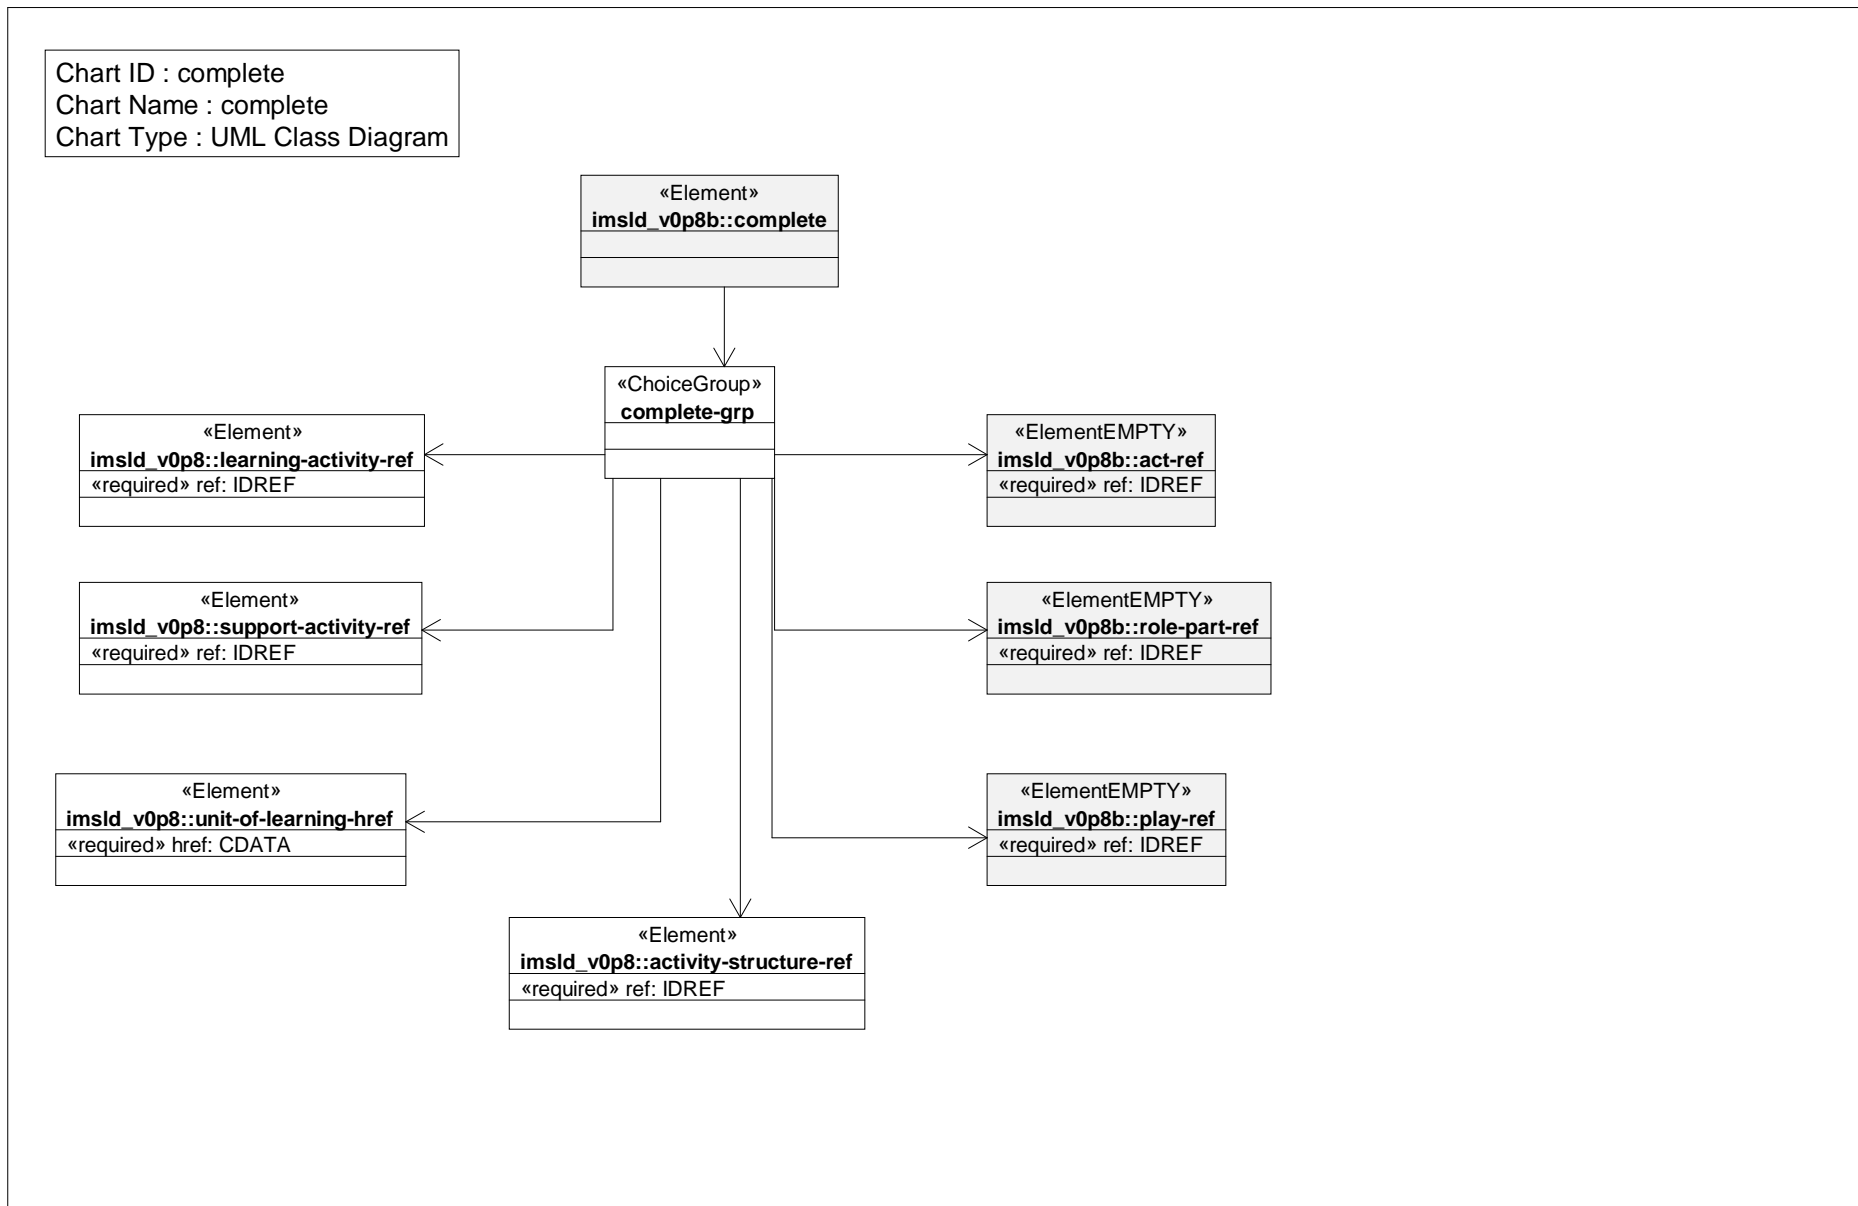 Chart ID : complete
Chart Name : complete
Chart Type : UML Class Diagram
«Element»
imsld_v0p8b::complete
«ChoiceGroup»
complete-grp
«Element»
imsld_v0p8::learning-activity-ref
«required» ref: IDREF
«ElementEMPTY»
imsld_v0p8b::act-ref
«required» ref: IDREF
«Element»
imsld_v0p8::support-activity-ref
«required» ref: IDREF
«ElementEMPTY»
imsld_v0p8b::role-part-ref
«required» ref: IDREF
«Element»
imsld_v0p8::unit-of-learning-href
«required» href: CDATA
«ElementEMPTY»
imsld_v0p8b::play-ref
«required» ref: IDREF
«Element»
imsld_v0p8::activity-structure-ref
«required» ref: IDREF